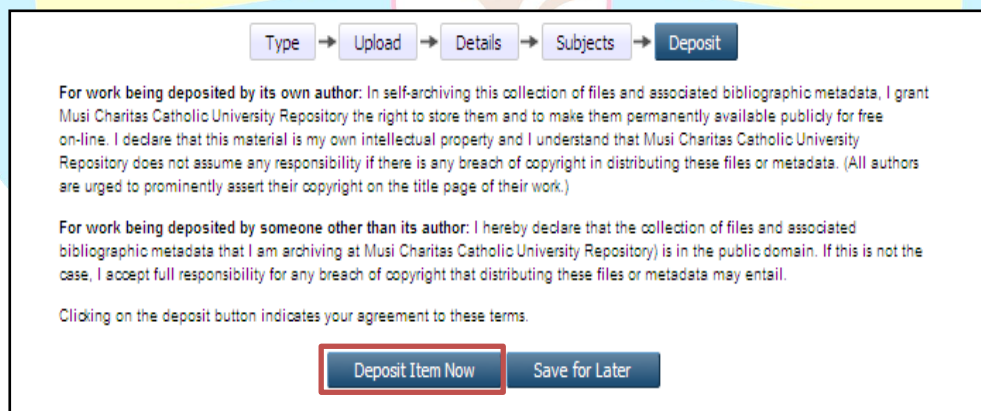 Type → Upload → Details → Subjects → Deposit
For work being deposited by its own author: In self-archiving this collection of files and associated bibliographic metadata, I grant
Musi Charitas Catholic University Repository the right to store them and to make them permanently available publicly for free
on-line. I declare that this material is my own intellectual property and I understand that Musi Charitas Catholic University
Repository does not assume any responsibility if there is any breach of copyright in distributing these files or metadata. (All authors
are urged to prominently assert their copyright on the title page of their work.)
For work being deposited by someone other than its author: I hereby declare that the collection of files and associated
bibliographic metadata that I am archiving at Musi Charitas Catholic University Repository) is in the public domain. If this is not the
case, I accept full responsibility for any breach of copyright that distributing these files or metadata may entail.
Clicking on the deposit button indicates your agreement to these terms.
Deposit Item Now Save for Later